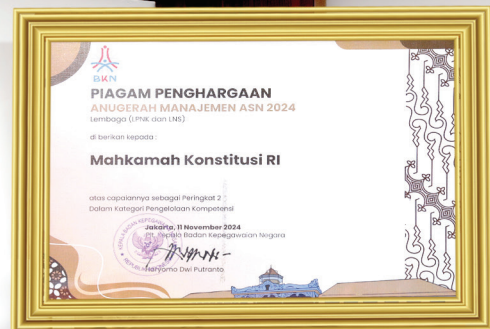 BKN
PIAGAM PENGHARGAAN
ANUGERAH MANAJEMEN ASN 2024
Lembaga (LPNK dan LNS)
di berikan kepada :
Mahkamah Konstitusi RI
atas capaiannya sebagai Peringkat 2
Dalam Kategori Pengelolaan Kompetensi
Jakarta, 11 November 2024
Plt. Kepala Badan Kepegawaian Negara
Haryomo Dwi Putranto